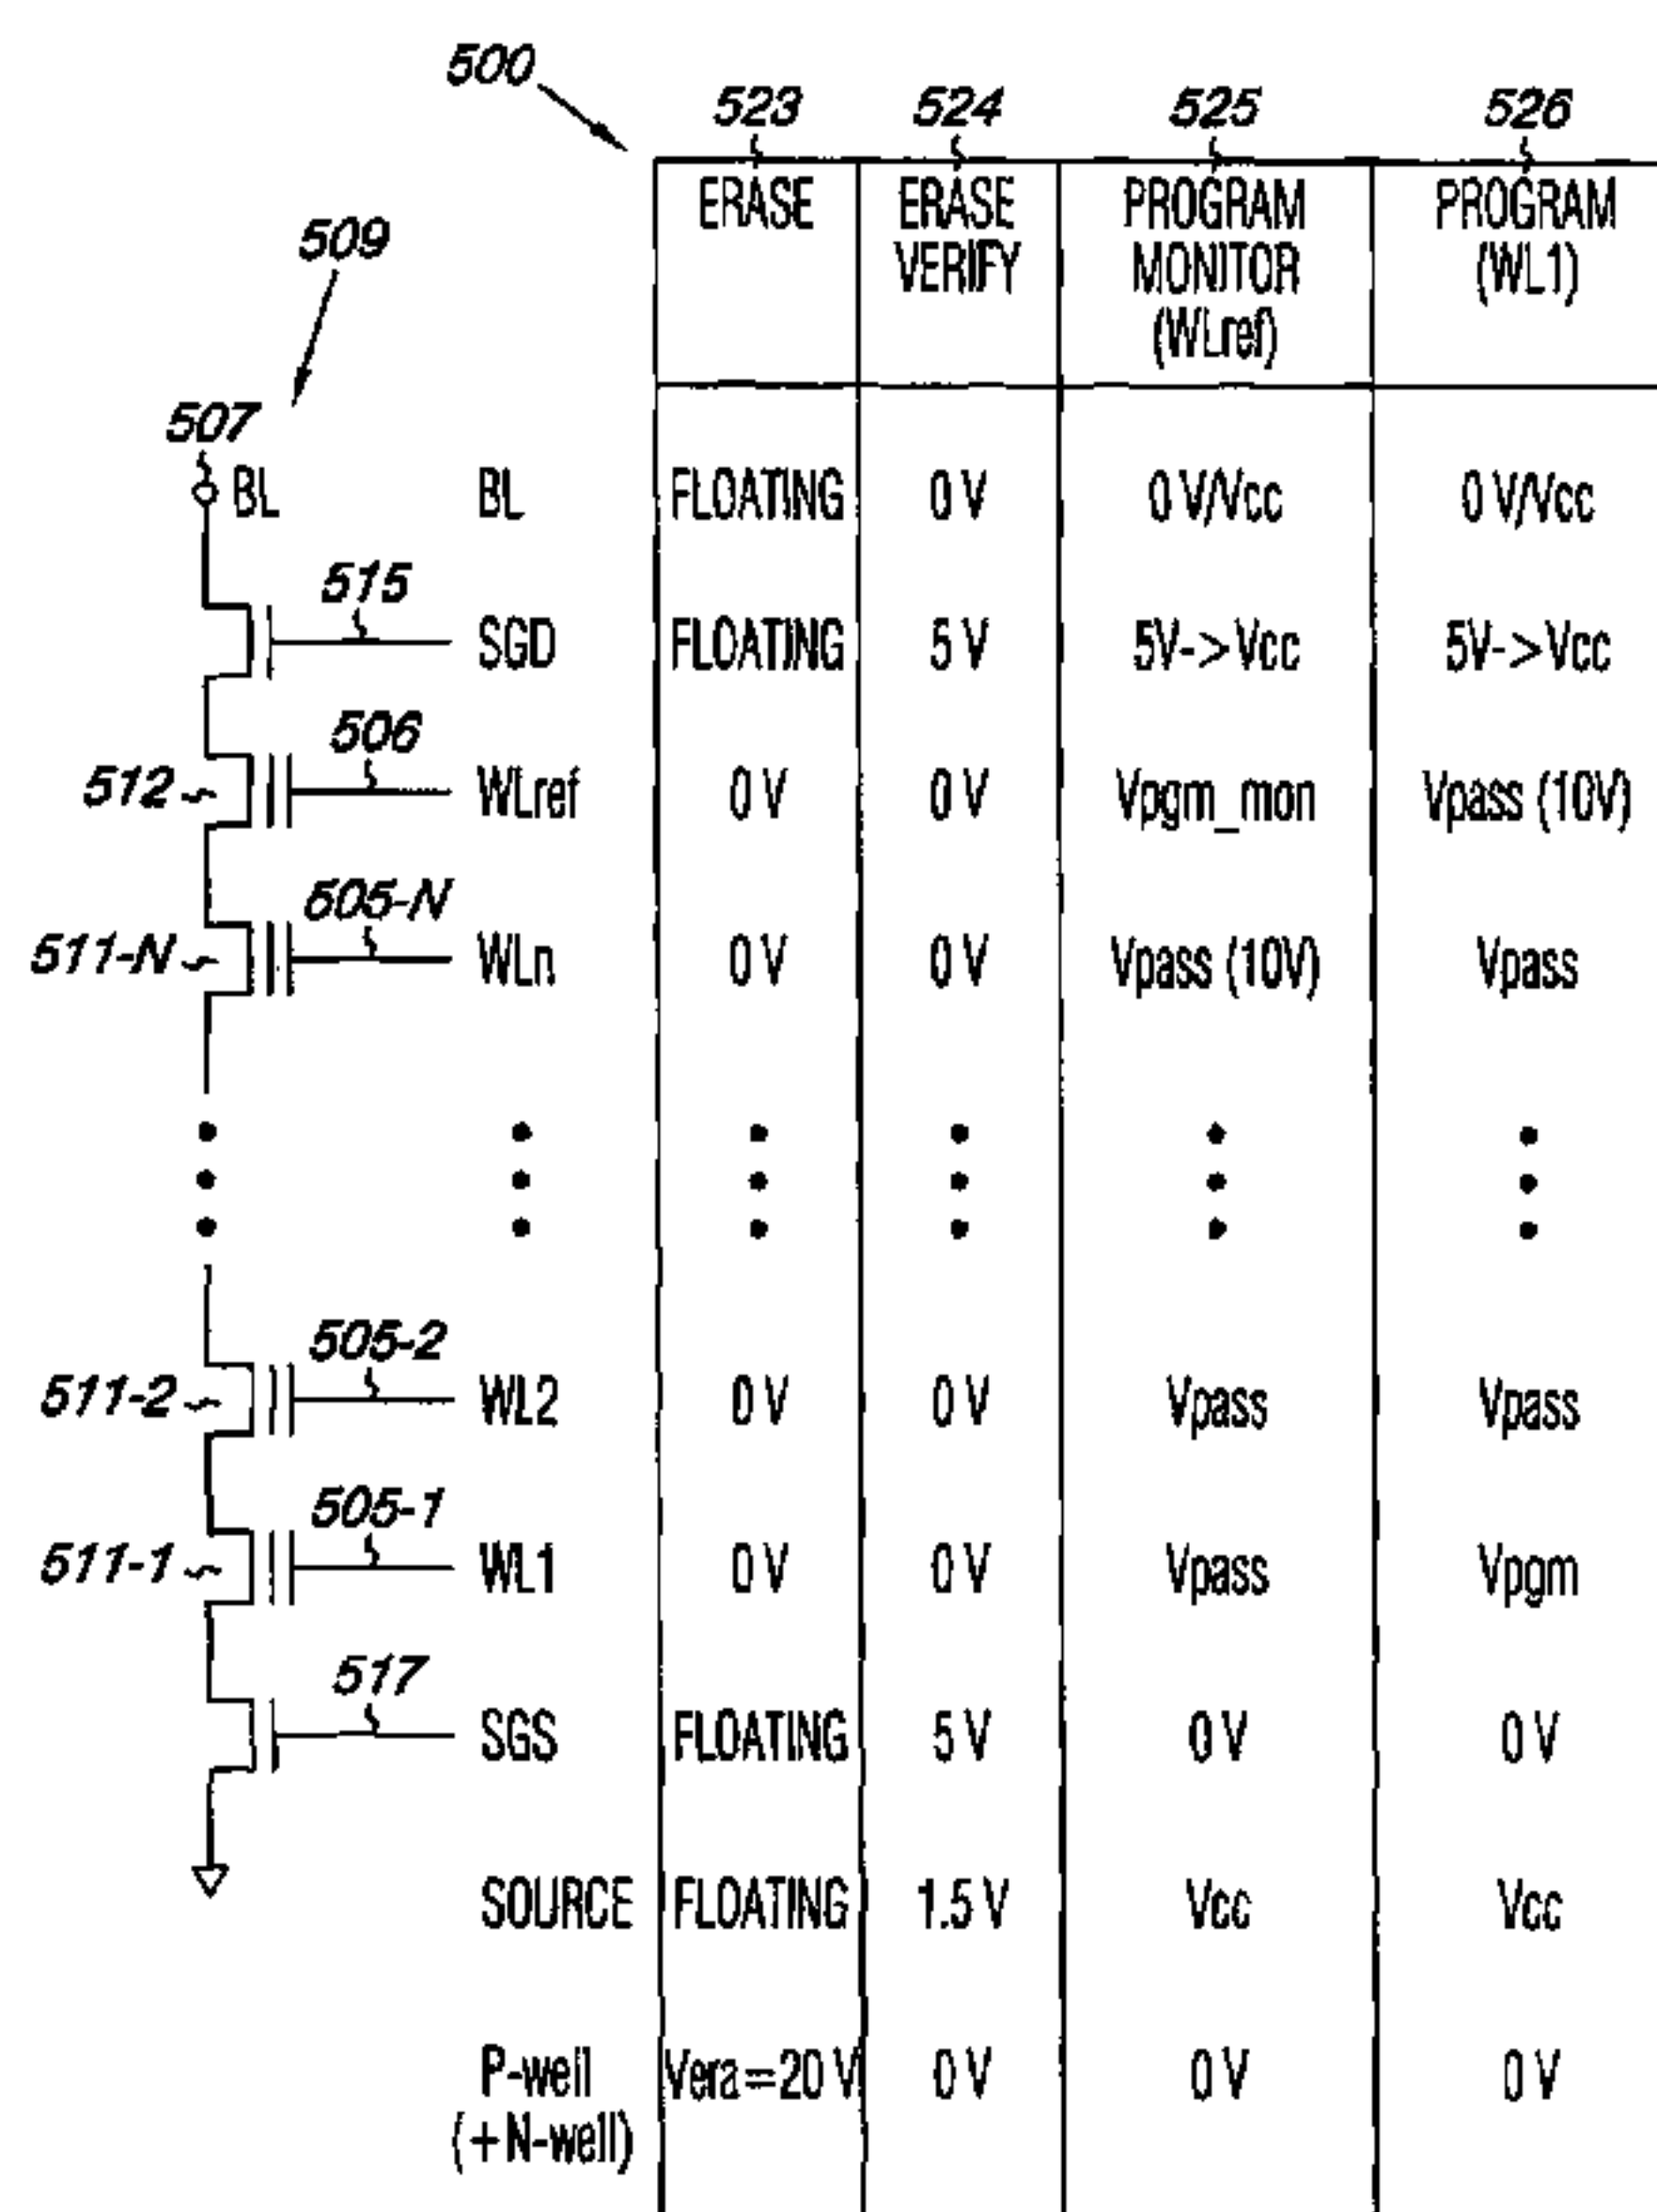 500
523 524 525 526
ERASE ERASE VERIFY PROGRAM MONITOR (WLref) PROGRAM (WL1)
509
507
BL BL FLOATING 0 V 0 V/Vcc 0 V/Vcc
515
SGD FLOATING 5 V 5V->Vcc 5V->Vcc
506
512 WLref 0 V 0 V Vpgm_mon Vpass (10V)
505-N
511-N WLn 0 V 0 V Vpass (10V) Vpass
505-2
511-2 WL2 0 V 0 V Vpass Vpass
505-1
511-1 WL1 0 V 0 V Vpass Vpgm
517
SGS FLOATING 5 V 0 V 0 V
SOURCE FLOATING 1.5 V Vcc Vcc
P-well Vera=20 V 0 V 0 V 0 V
(+N-well)